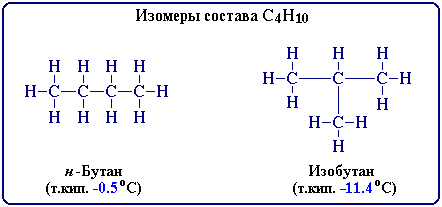 Изомеры состава C₄H₁₀
H H H H
H–C–C–C–C–H
H H H H
н-Бутан
(т.кип. -0.5 °C)
H H H
H–C–C–C–H
H H
H–C–H
H
Изобутан
(т.кип. –11.4 °C)